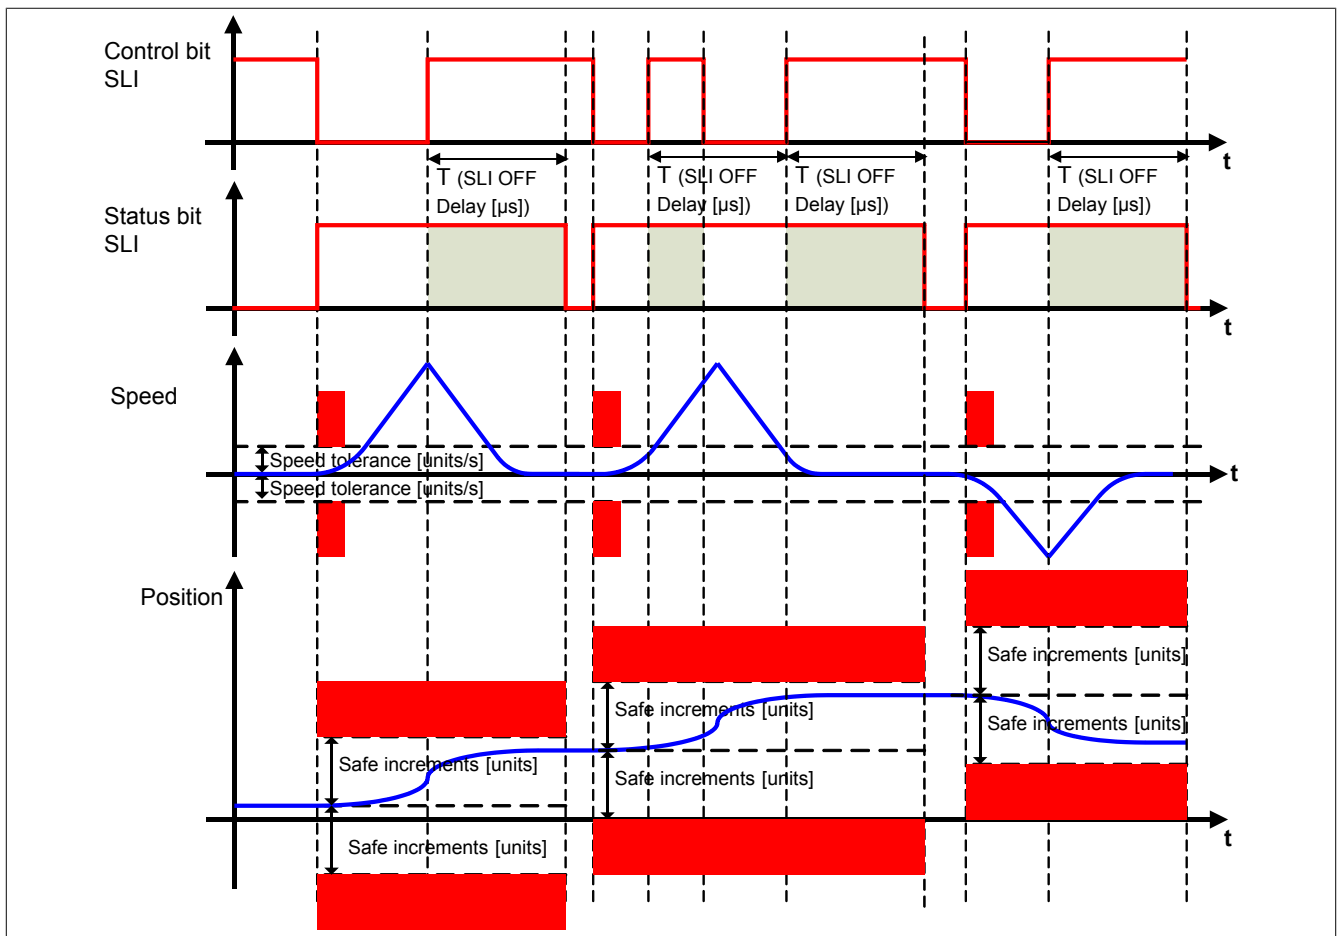 Control bit
SLI
t
T (SLI OFF
Delay [µs])
T (SLI OFF
Delay [µs])
T (SLI OFF
Delay [µs])
T (SLI OFF
Delay [µs])
Status bit
SLI
t
Speed
Speed tolerance [units/s]
Speed tolerance [units/s]
t
Position
Safe increments [units]
Safe increments [units]
Safe increments [units]
Safe increments [units]
Safe increments [units]
Safe increments [units]
t